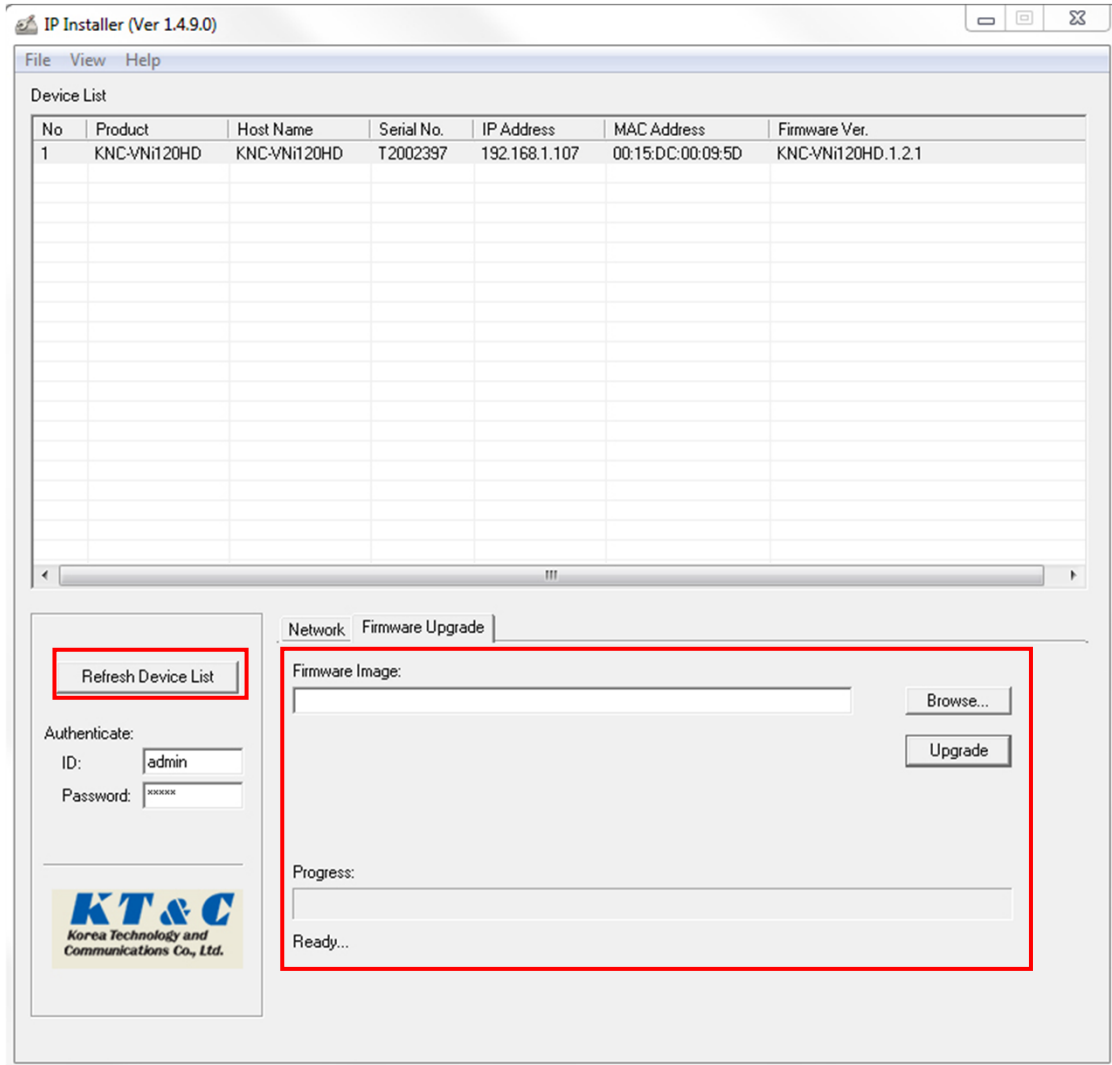 IP Installer (Ver 1.4.9.0)
File View Help
Device List
No Product Host Name Serial No. IP Address MAC Address Firmware Ver.
1 KNC-VNi120HD KNC-VNi120HD T2002397 192.168.1.107 00:15:DC:00:09:5D KNC-VNi120HD.1.2.1
Network Firmware Upgrade
Refresh Device List
Authenticate:
ID: admin
Password: *****
KT&C
Korea Technology and
Communications Co., Ltd.
Firmware Image:
Browse...
Upgrade
Progress:
Ready...